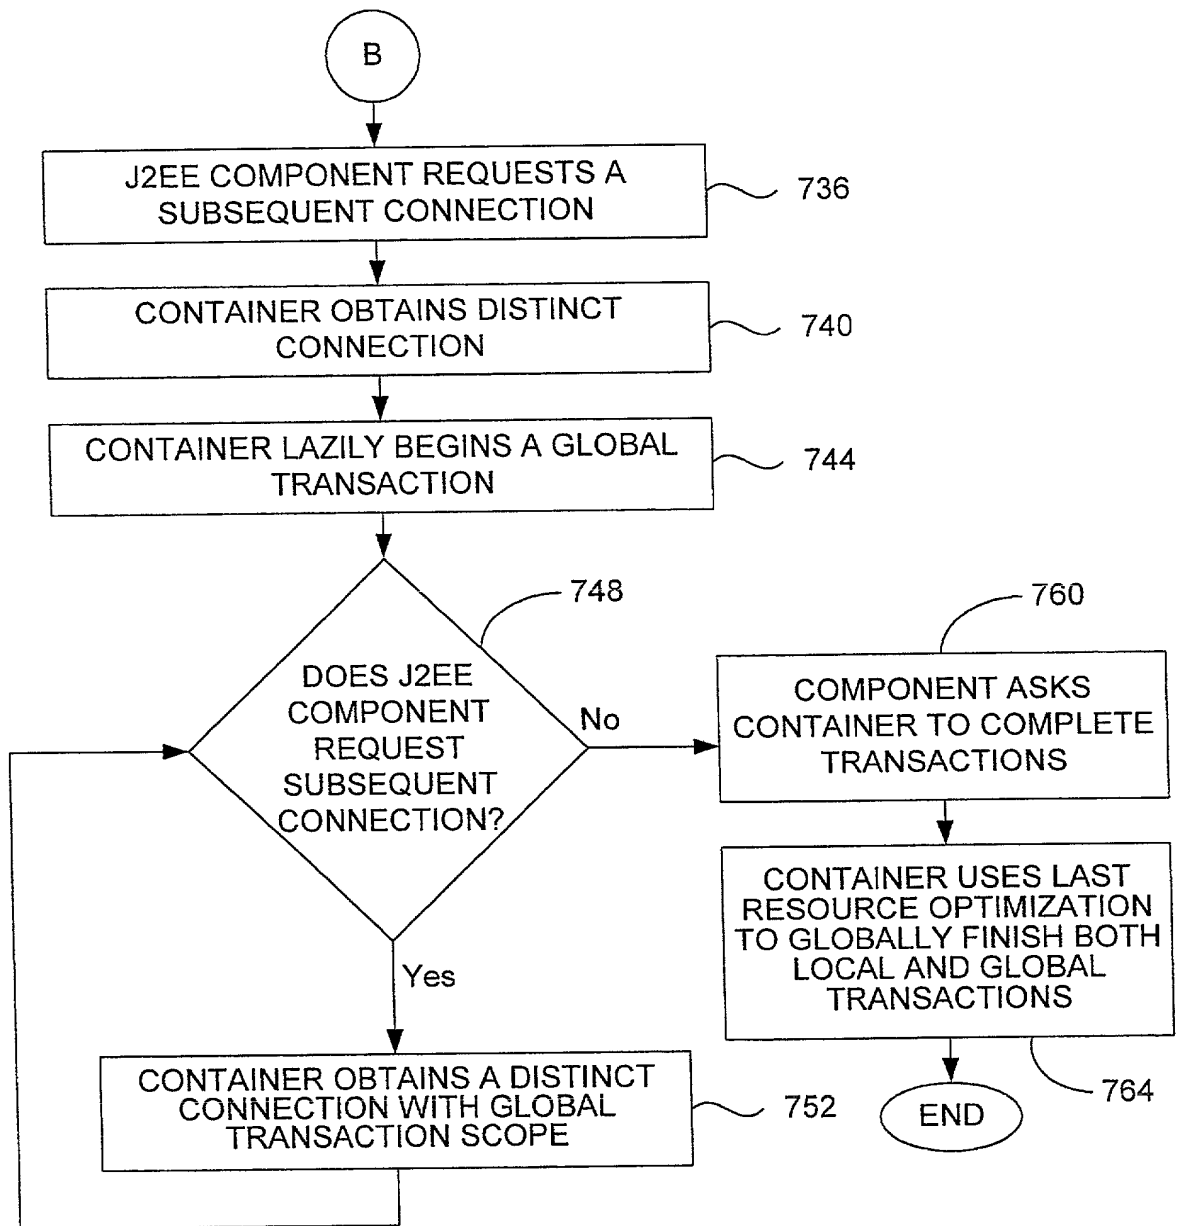 B
J2EE COMPONENT REQUESTS A
SUBSEQUENT CONNECTION
736
CONTAINER OBTAINS DISTINCT
CONNECTION
740
CONTAINER LAZILY BEGINS A GLOBAL
TRANSACTION
744
748
DOES J2EE
COMPONENT
REQUEST
SUBSEQUENT
CONNECTION?
No
Yes
760
COMPONENT ASKS
CONTAINER TO COMPLETE
TRANSACTIONS
CONTAINER USES LAST
RESOURCE OPTIMIZATION
TO GLOBALLY FINISH BOTH
LOCAL AND GLOBAL
TRANSACTIONS
764
CONTAINER OBTAINS A DISTINCT
CONNECTION WITH GLOBAL
TRANSACTION SCOPE
752
END